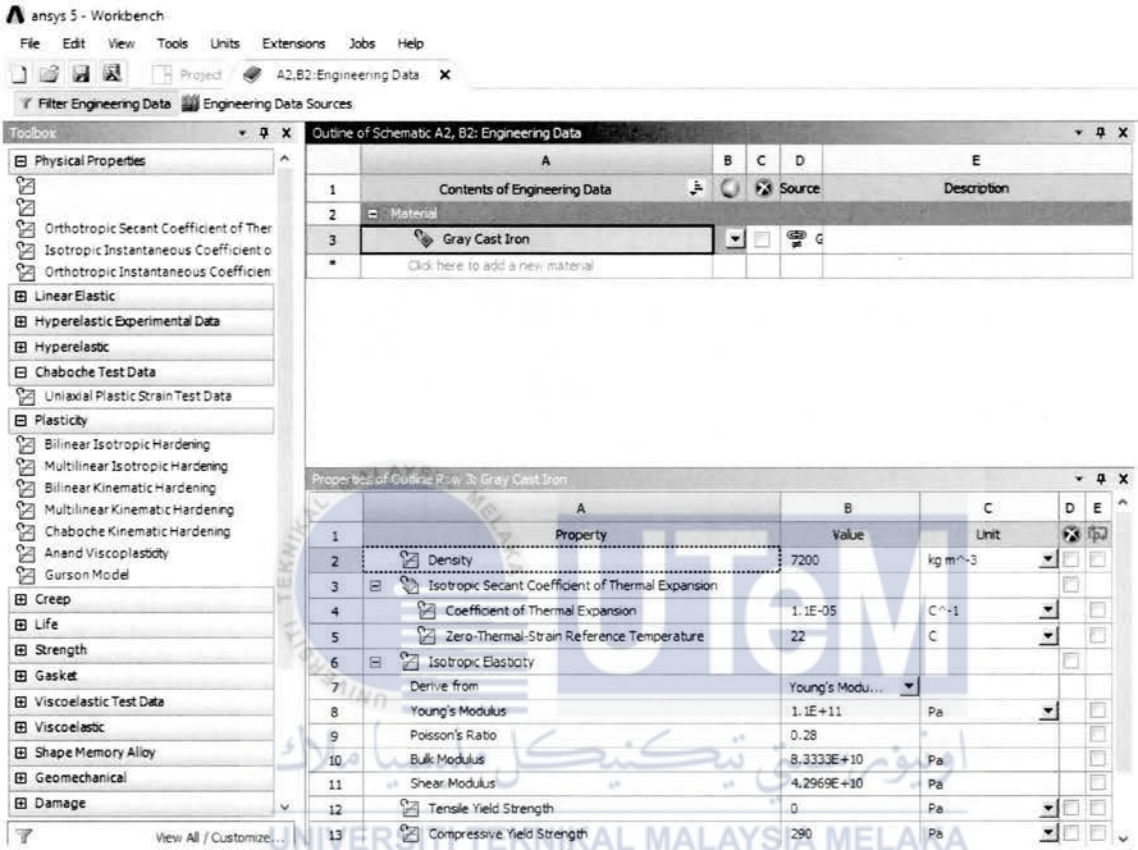 ansys 5 - Workbench
File Edit View Tools Units Extensions Jobs Help
Project A2,B2:Engineering Data
Filter Engineering Data Engineering Data Sources
Toolbox
Physical Properties
Orthotropic Secant Coefficient of Ther
Isotropic Instantaneous Coefficient o
Orthotropic Instantaneous Coefficien
Linear Elastic
Hyperelastic Experimental Data
Hyperelastic
Chaboche Test Data
Uniaxial Plastic Strain Test Data
Plasticity
Bilinear Isotropic Hardening
Multilinear Isotropic Hardening
Bilinear Kinematic Hardening
Multilinear Kinematic Hardening
Chaboche Kinematic Hardening
Anand Viscoplasticity
Gurson Model
Creep
Life
Strength
Gasket
Viscoelastic Test Data
Viscoelastic
Shape Memory Alloy
Geomechanical
Damage
View All / Customize...
Outline of Schematic A2, B2: Engineering Data
A B C D E
1 Contents of Engineering Data Source Description
2 Material
3 Gray Cast Iron G
* Click here to add a new material
Properties of Outline Row 3: Gray Cast Iron
A B C D E
1 Property Value Unit
2 Density 7200 kg m^-3
3 Isotropic Secant Coefficient of Thermal Expansion
4 Coefficient of Thermal Expansion 1.1E-05 C^-1
5 Zero-Thermal-Strain Reference Temperature 22 C
6 Isotropic Elasticity
7 Derive from Young's Modu...
8 Young's Modulus 1.1E+11 Pa
9 Poisson's Ratio 0.28
10 Bulk Modulus 8.3333E+10 Pa
11 Shear Modulus 4.2969E+10 Pa
12 Tensile Yield Strength 0 Pa
13 Compressive Yield Strength 290 Pa
UNIVERSITI TEKNIKAL MALAYSIA MELAKA
UTeM
اونيورسيتي تيكنيكل مليسيا ملاك
UNIVERSITI TEKNIKAL MALAYSIA MELAKA